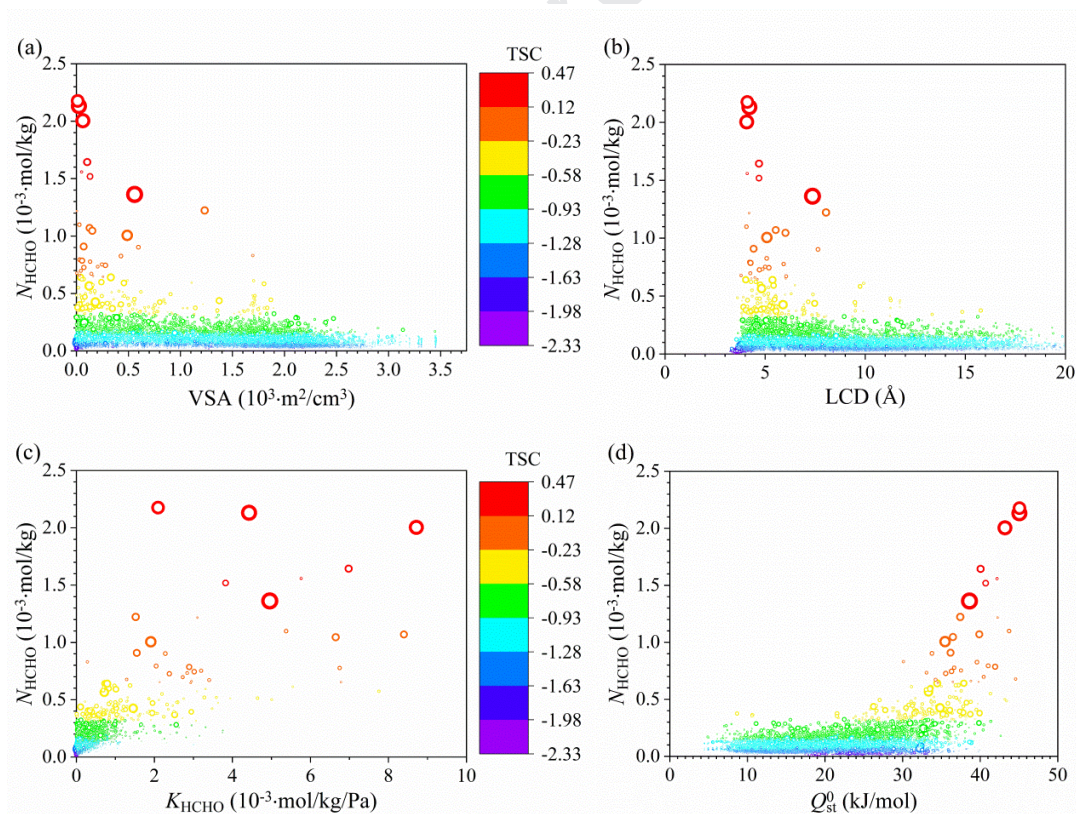 (a)
2.5
2.0
1.5
1.0
0.5
0.0
N_HCHO (10⁻³·mol/kg)
0.0 0.5 1.0 1.5 2.0 2.5 3.0 3.5
VSA (10³·m²/cm³)
TSC
0.47
0.12
-0.23
-0.58
-0.93
-1.28
-1.63
-1.98
-2.33
(b)
2.5
2.0
1.5
1.0
0.5
0.0
N_HCHO (10⁻³·mol/kg)
0 5 10 15 20
LCD (Å)
(c)
2.5
2.0
1.5
1.0
0.5
0.0
N_HCHO (10⁻³·mol/kg)
0 2 4 6 8 10
K_HCHO (10⁻³·mol/kg/Pa)
TSC
0.47
0.12
-0.23
-0.58
-0.93
-1.28
-1.63
-1.98
-2.33
(d)
2.5
2.0
1.5
1.0
0.5
0.0
N_HCHO (10⁻³·mol/kg)
0 10 20 30 40 50
Q⁰_st (kJ/mol)